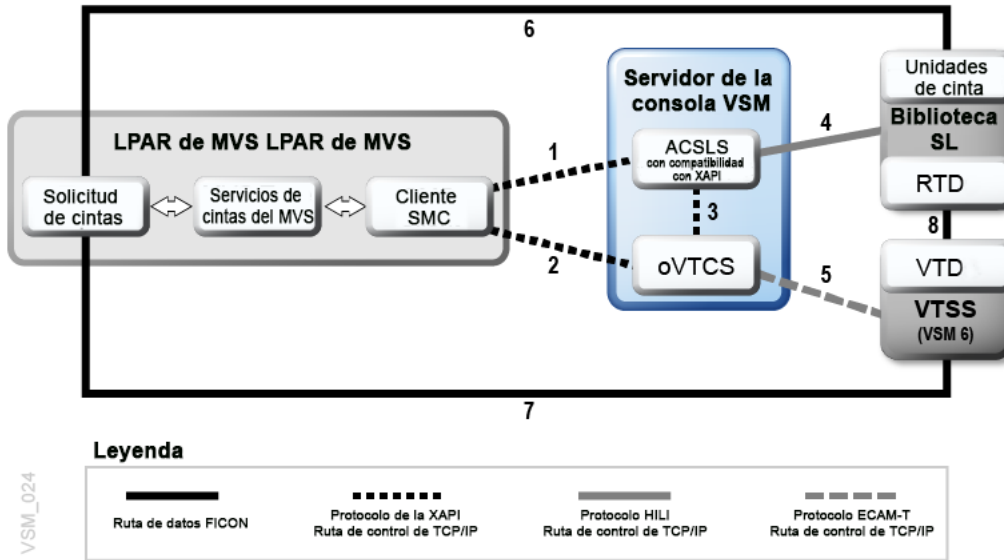 6
Servidor de la
consola VSM
Unidades
de cinta
Biblioteca
SL
RTD
4
LPAR de MVS LPAR de MVS
1
ACSLS
con compatibilidad
con XAPI
Solicitud
de cintas
Servicios de
cintas del MVS
Cliente
SMC
3
8
2
oVTCS
5
VTD
VTSS
(VSM 6)
7
Leyenda
Ruta de datos FICON
Protocolo de la XAPI
Ruta de control de TCP/IP
Protocolo HILI
Ruta de control de TCP/IP
Protocolo ECAM-T
Ruta de control de TCP/IP
VSM_024